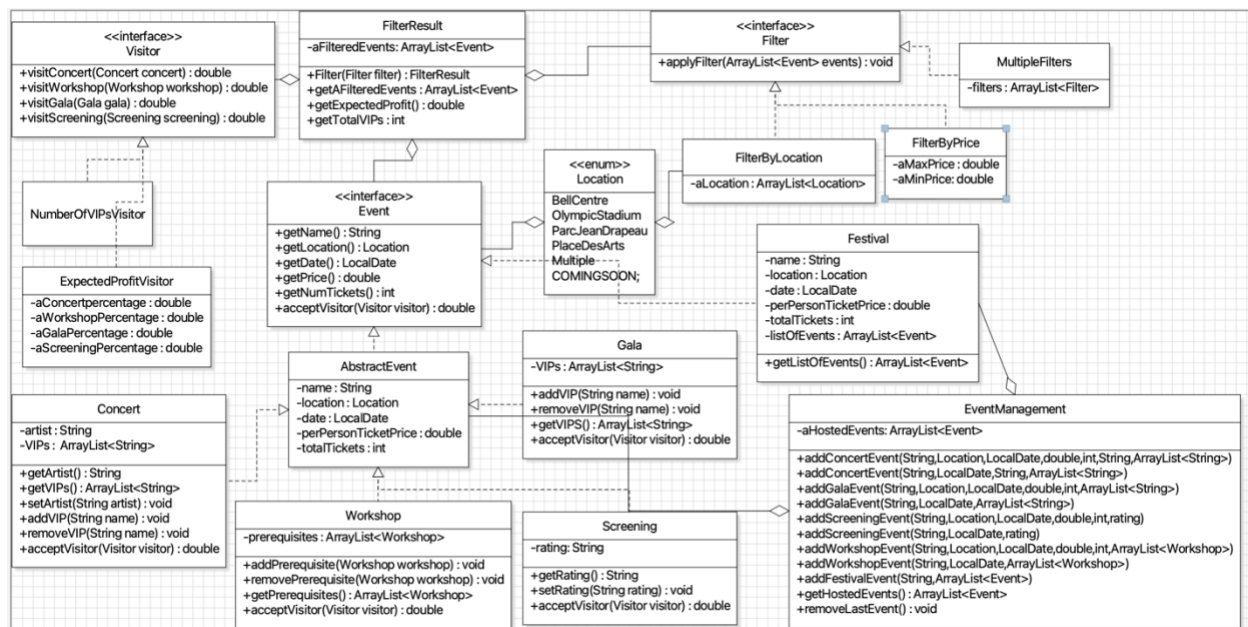 <<interface>>
Visitor
+visitConcert(Concert concert) : double
+visitWorkshop(Workshop workshop) : double
+visitGala(Gala gala) : double
+visitScreening(Screening screening) : double
FilterResult
-aFilteredEvents: ArrayList<Event>
+Filter(Filter filter) : FilterResult
+getAFilteredEvents : ArrayList<Event>
+getExpectedProfit() : double
+getTotalVIPs : int
<<interface>>
Filter
+applyFilter(ArrayList<Event> events) : void
MultipleFilters
-filters : ArrayList<Filter>
FilterByPrice
-aMaxPrice : double
-aMinPrice: double
FilterByLocation
-aLocation : ArrayList<Location>
<<enum>>
Location
BellCentre
OlympicStadium
ParcJeanDrapeau
PlaceDesArts
Multiple
COMINGSOON;
NumberOfVIPsVisitor
<<interface>>
Event
+getName() : String
+getLocation() : Location
+getDate() : LocalDate
+getPrice() : double
+getNumTickets() : int
+acceptVisitor(Visitor visitor) : double
ExpectedProfitVisitor
-aConcertpercentage : double
-aWorkshopPercentage : double
-aGalaPercentage : double
-aScreeningPercentage : double
Festival
-name : String
-location : Location
-date : LocalDate
-perPersonTicketPrice : double
-totalTickets : int
-listOfEvents : ArrayList<Event>
+getListOfEvents() : ArrayList<Event>
AbstractEvent
-name : String
-location : Location
-date : LocalDate
-perPersonTicketPrice : double
-totalTickets : int
Gala
-VIPs : ArrayList<String>
+addVIP(String name) : void
+removeVIP(String name) : void
+getVIPS() : ArrayList<String>
+acceptVisitor(Visitor visitor) : double
Concert
-artist : String
-VIPs : ArrayList<String>
+getArtist() : String
+getVIPs() : ArrayList<String>
+setArtist(String artist) : void
+addVIP(String name) : void
+removeVIP(String name) : void
+acceptVisitor(Visitor visitor) : double
Workshop
-prerequisites : ArrayList<Workshop>
+addPrerequisite(Workshop workshop) : void
+removePrerequisite(Workshop workshop) : void
+getPrerequisites() : ArrayList<Workshop>
+acceptVisitor(Visitor visitor) : double
Screening
-rating: String
+getRating() : String
+setRating(String rating) : void
+acceptVisitor(Visitor visitor) : double
EventManagement
-aHostedEvents: ArrayList<Event>
+addConcertEvent(String,Location,LocalDate,double,int,String,ArrayList<String>)
+addConcertEvent(String,LocalDate,String,ArrayList<String>)
+addGalaEvent(String,Location,LocalDate,double,int,ArrayList<String>)
+addGalaEvent(String,LocalDate,ArrayList<String>)
+addScreeningEvent(String,Location,LocalDate,double,int,rating)
+addScreeningEvent(String,LocalDate,rating)
+addWorkshopEvent(String,Location,LocalDate,double,int,ArrayList<Workshop>)
+addWorkshopEvent(String,LocalDate,ArrayList<Workshop>)
+addFestivalEvent(String,ArrayList<Event>)
+getHostedEvents() : ArrayList<Event>
+removeLastEvent() : void